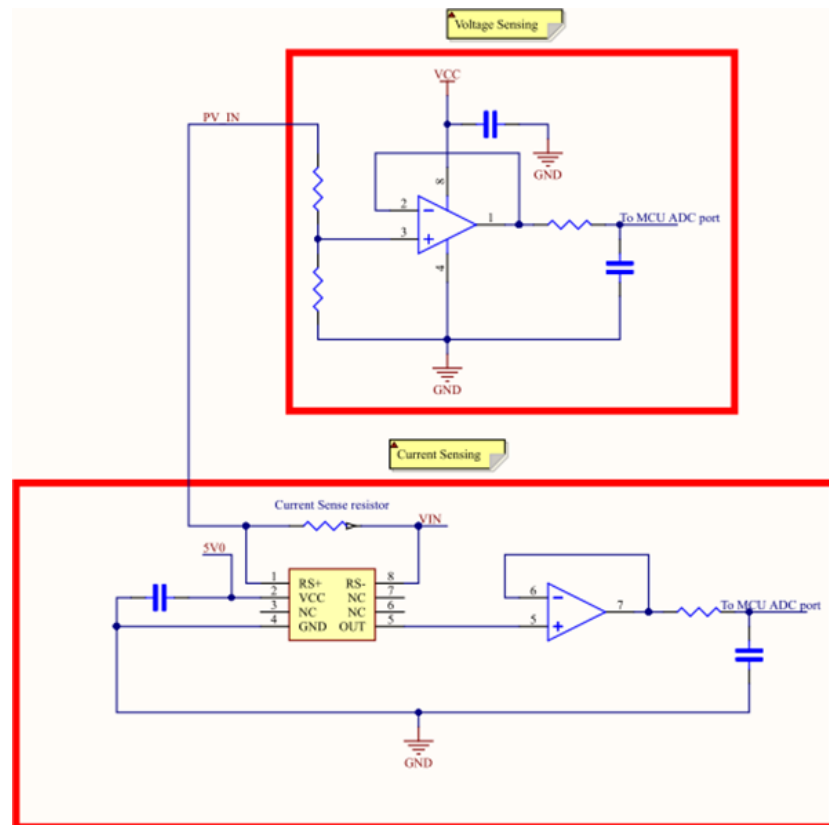 Voltage Sensing
VCC
PV_IN
GND
8
2
1
To MCU ADC port
3
4
GND
Current Sensing
Current Sense resistor
VIN
5V0
1 RS+ RS- 8
2 VCC NC 7
3 NC NC 6
4 GND OUT 5
6
7
To MCU ADC port
5
GND